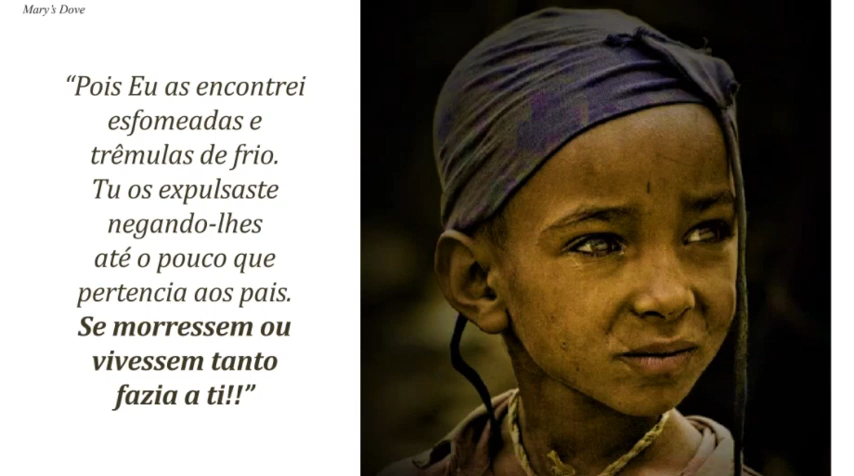 Mary's Dove
“Pois Eu as encontrei
esfomeadas e
trêmulas de frio.
Tu os expulsaste
negando-lhes
até o pouco que
pertencia aos pais.
Se morressem ou
vivessem tanto
fazia a ti!!”